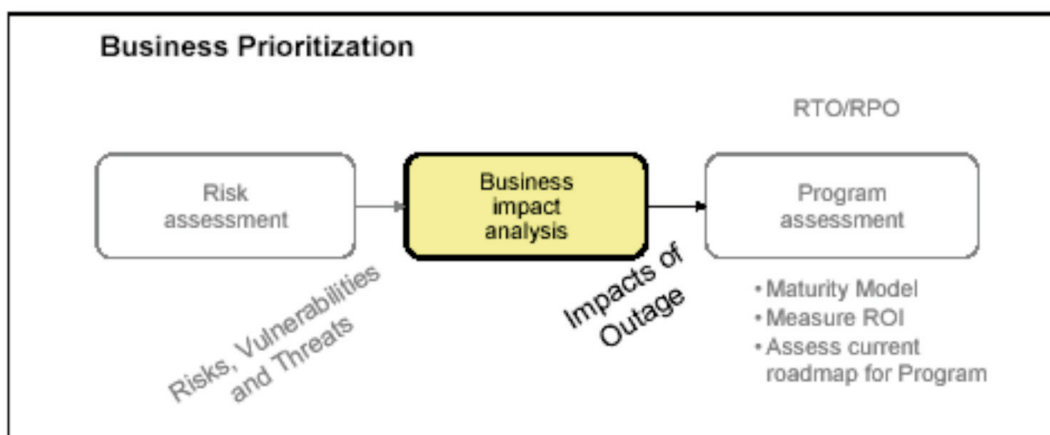 Business Prioritization
RTO/RPO
Risk
assessment
Business
impact
analysis
Program
assessment
Risks, Vulnerabilities
and Threats
Impacts of
Outage
• Maturity Model
• Measure ROI
• Assess current
roadmap for Program